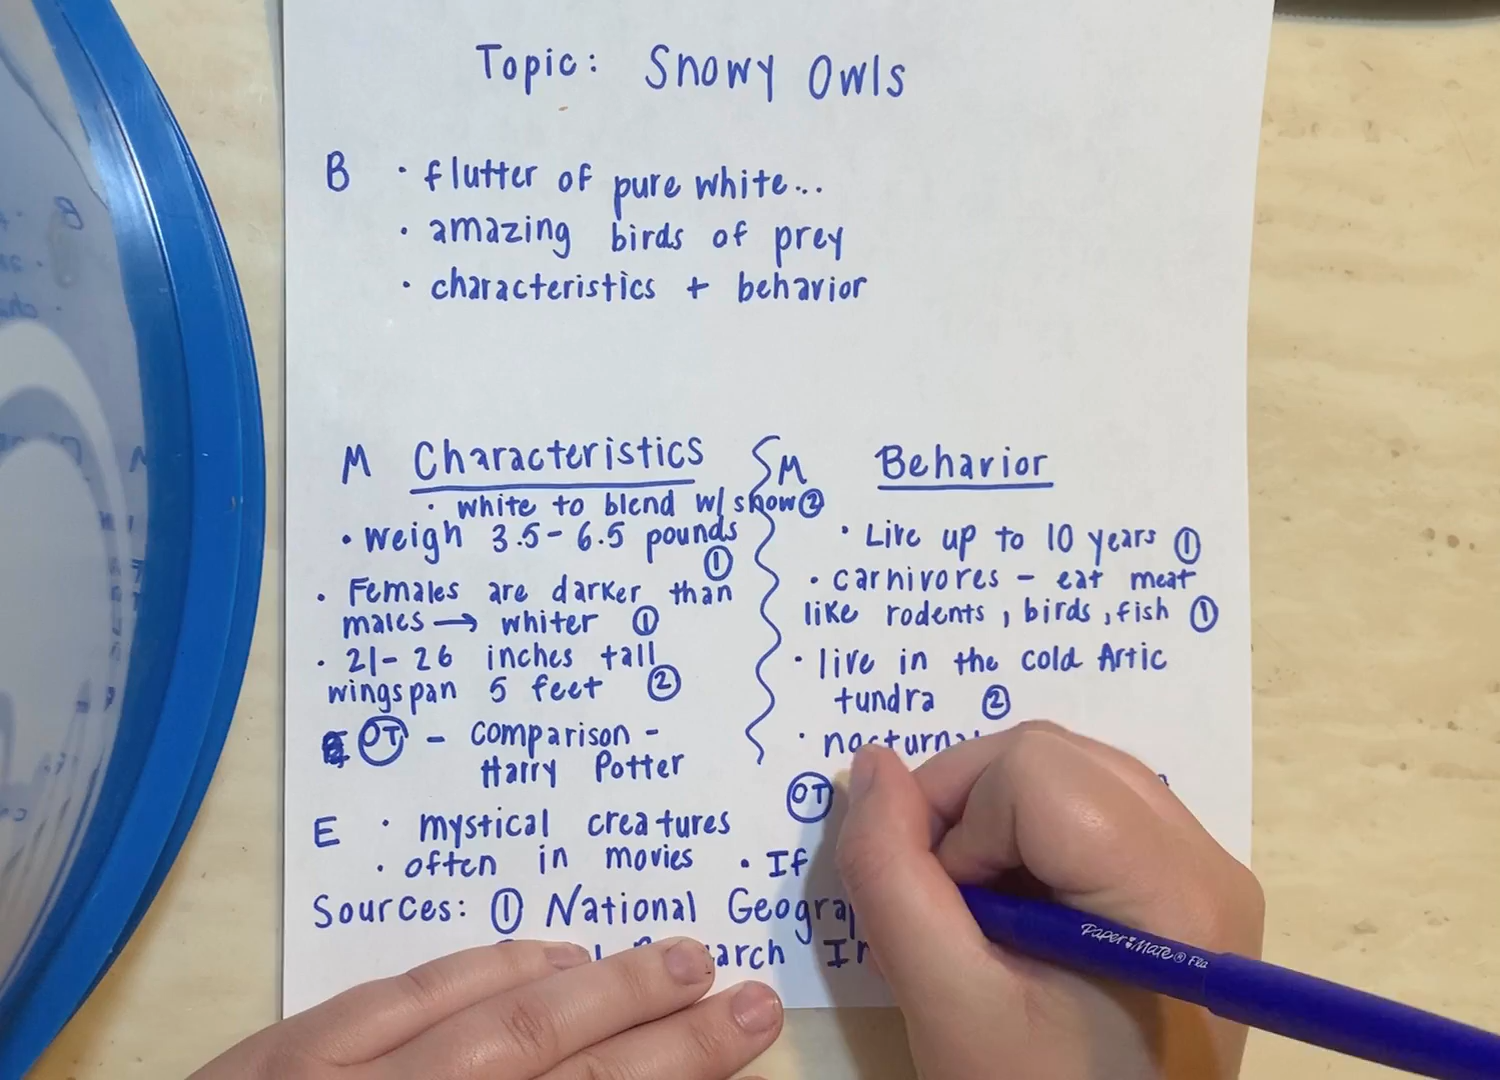 Topic: Snowy Owls
B • flutter of pure white...
• amazing birds of prey
• characteristics + behavior
M Characteristics
• white to blend w/ snow ②
• weigh 3.5-6.5 pounds
①
• Females are darker than
males → whiter ①
• 21-26 inches tall
wingspan 5 feet ②
OT - comparison -
Harry Potter
M Behavior
• Live up to 10 years ①
• carnivores - eat meat
like rodents, birds, fish ①
• live in the cold Artic
tundra ②
•
OT
E • mystical creatures
• often in movies • If
Sources: ① National
Paper Mate®